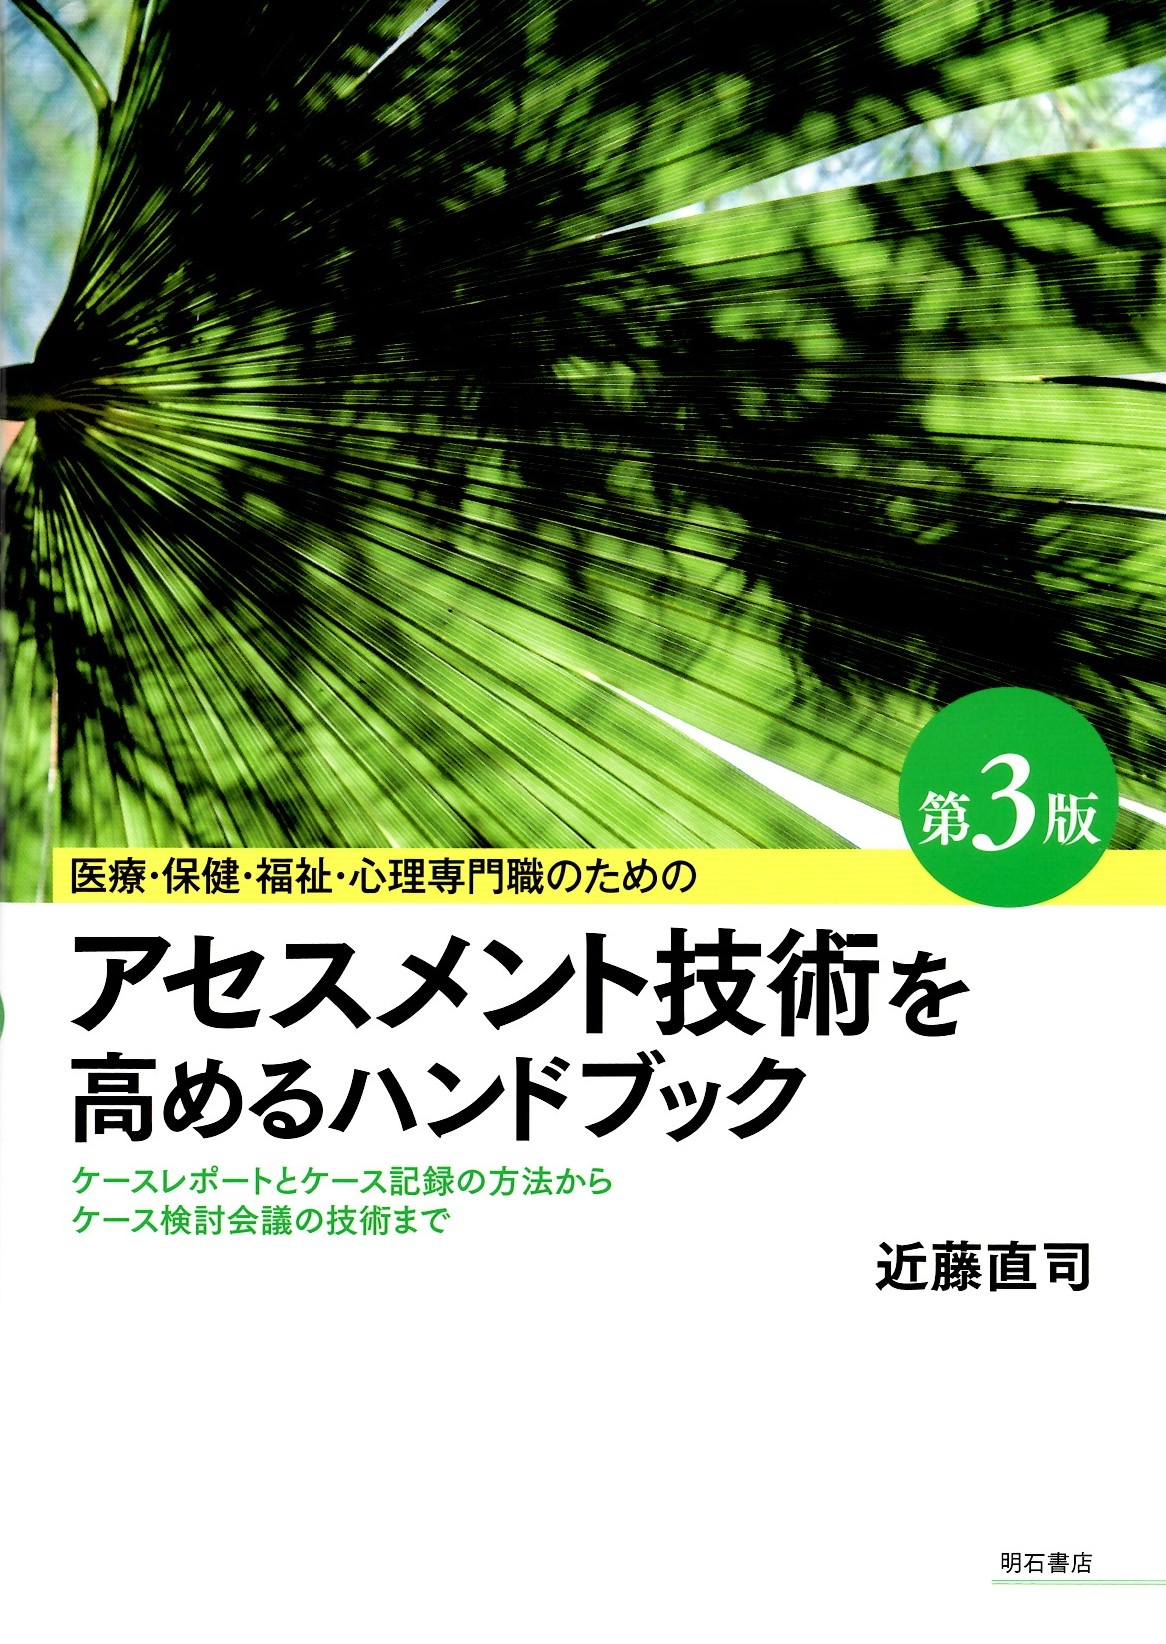 第3版
医療・保健・福祉・心理専門職のための
アセスメント技術を
高めるハンドブック
ケースレポートとケース記録の方法から
ケース検討会議の技術まで
近藤直司
明石書店